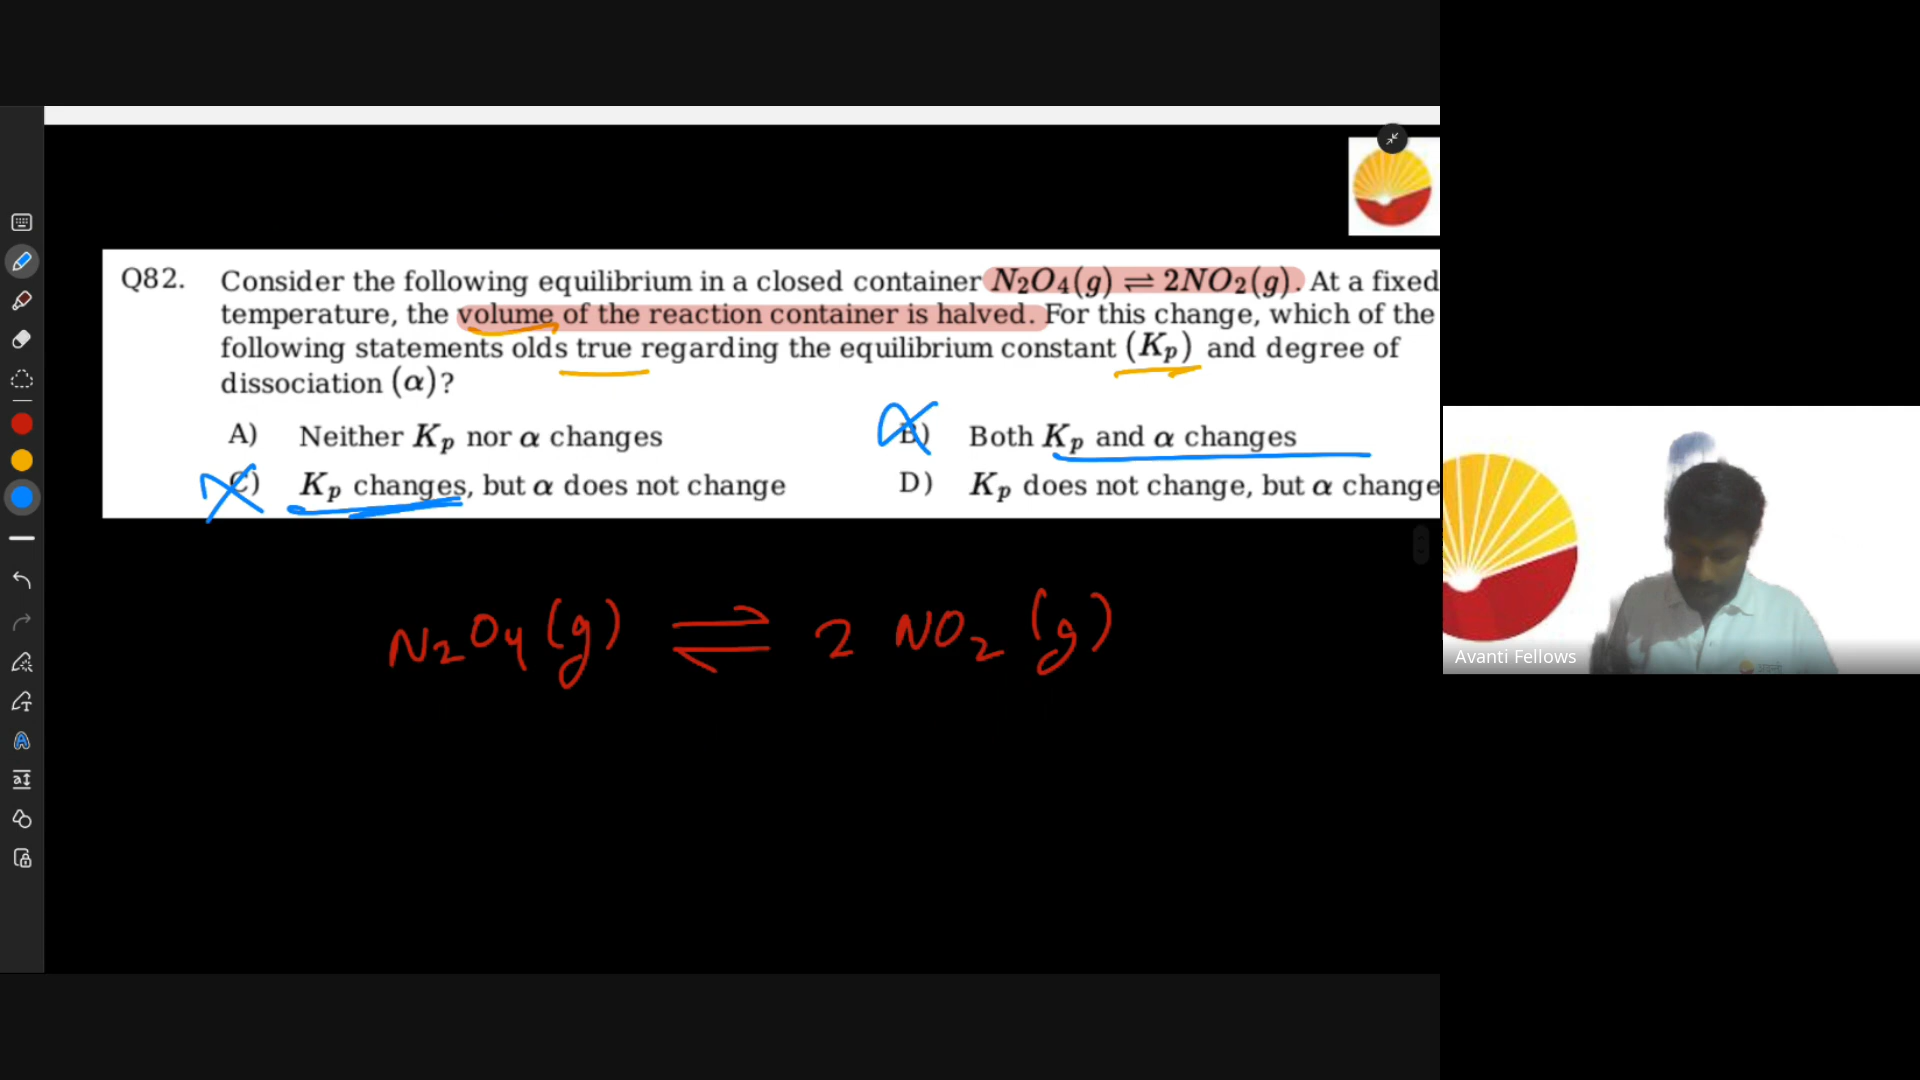 Q82. Consider the following equilibrium in a closed container N₂O₄(g) ⇌ 2NO₂(g). At a fixed
temperature, the volume of the reaction container is halved. For this change, which of the
following statements olds true regarding the equilibrium constant (Kₚ) and degree of
dissociation (α)?
A) Neither Kₚ nor α changes
B) Both Kₚ and α changes
C) Kₚ changes, but α does not change
D) Kₚ does not change, but α change
N₂O₄(g) ⇌ 2 NO₂(g)
Avanti Fellows